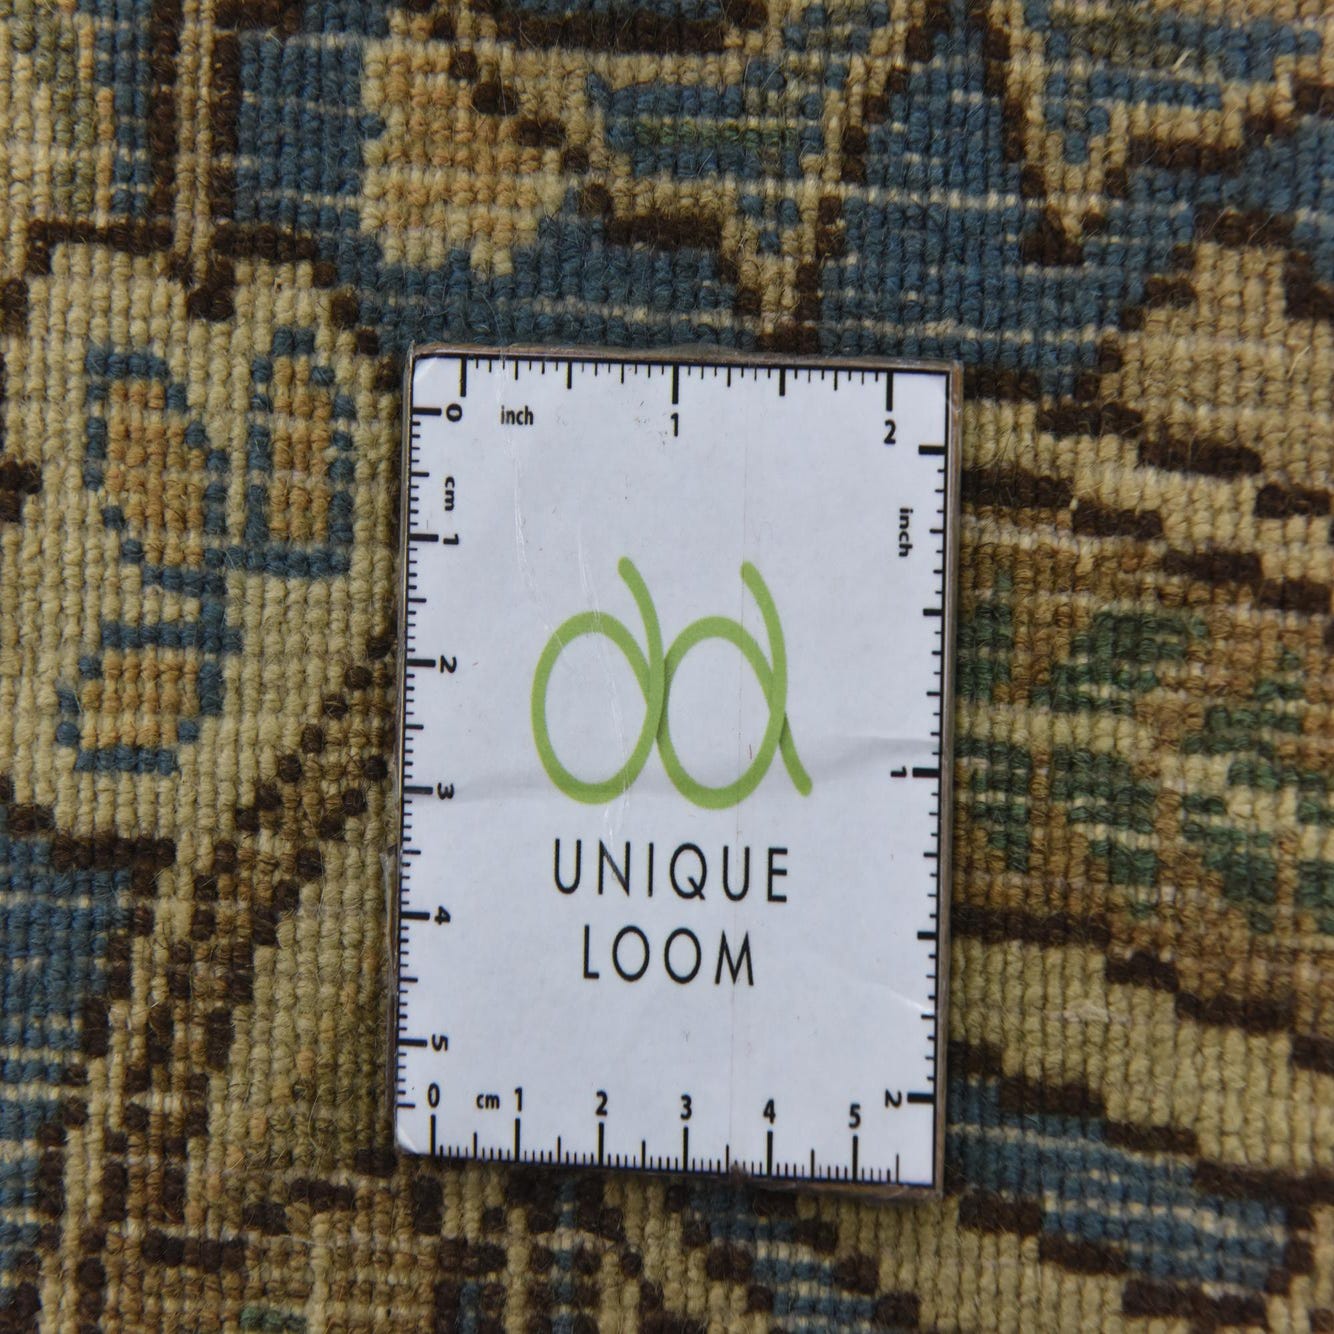 0 inch 1 2
cm 1 2 3 4 5
inch 1 2
UNIQUE
LOOM
0 cm 1 2 3 4 5